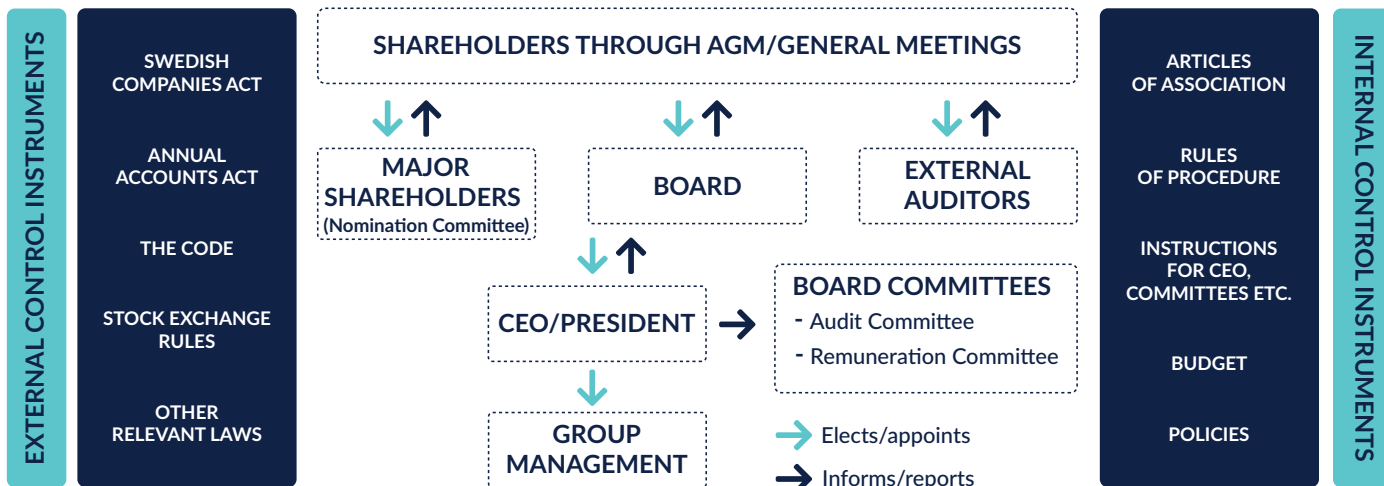 EXTERNAL CONTROL INSTRUMENTS
SWEDISH
COMPANIES ACT
ANNUAL
ACCOUNTS ACT
THE CODE
STOCK EXCHANGE
RULES
OTHER
RELEVANT LAWS
SHAREHOLDERS THROUGH AGM/GENERAL MEETINGS
MAJOR
SHAREHOLDERS
(Nomination Committee)
BOARD
EXTERNAL
AUDITORS
CEO/PRESIDENT
BOARD COMMITTEES
- Audit Committee
- Remuneration Committee
GROUP
MANAGEMENT
Elects/appoints
Informs/reports
ARTICLES
OF ASSOCIATION
RULES
OF PROCEDURE
INSTRUCTIONS
FOR CEO,
COMMITTEES ETC.
BUDGET
POLICIES
INTERNAL CONTROL INSTRUMENTS